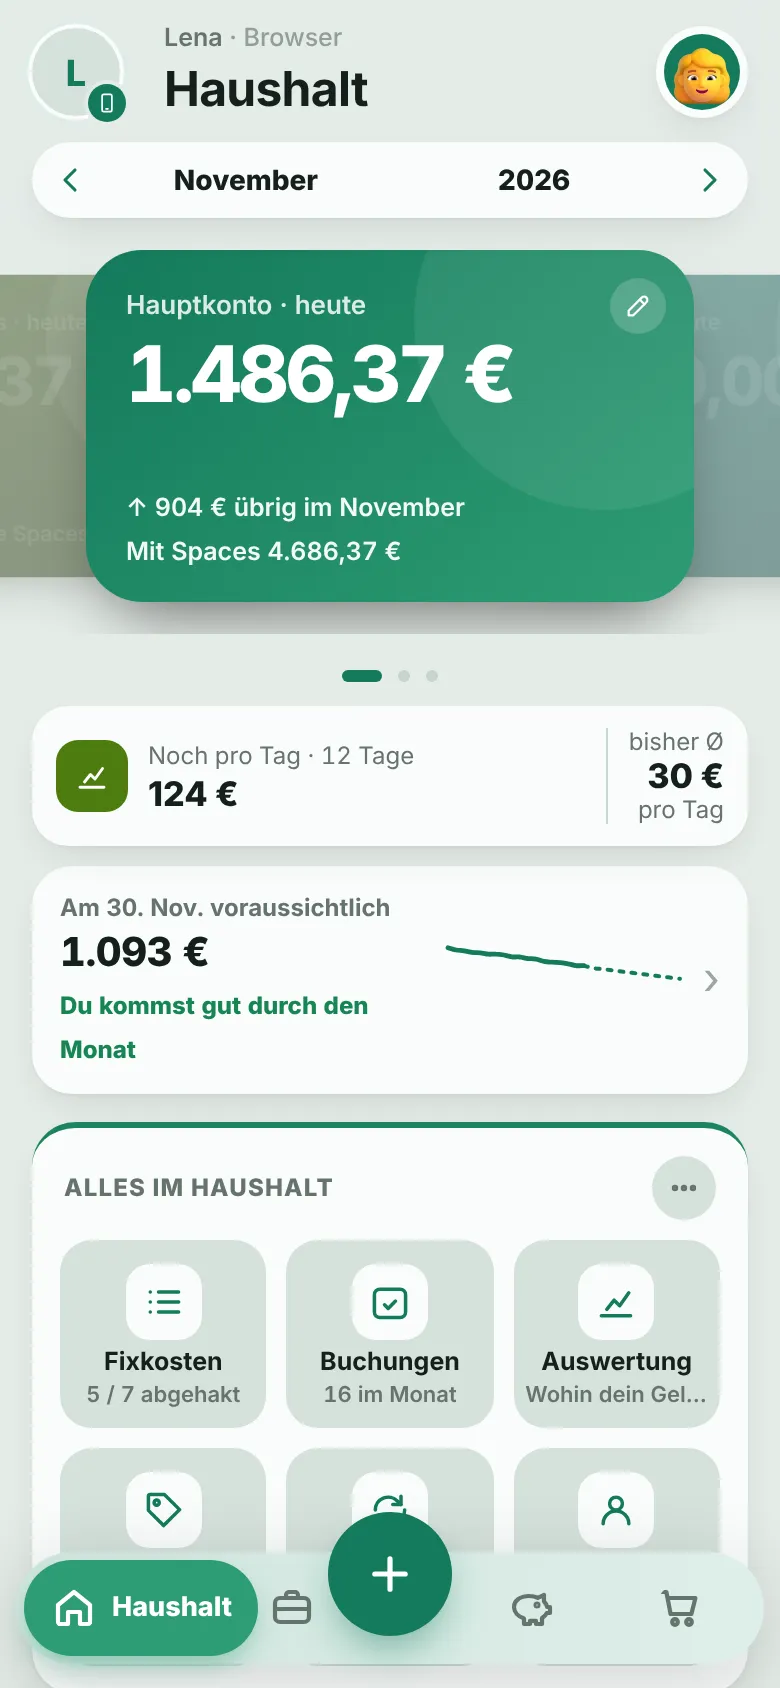 Lena · Browser
L
Haushalt
November
2026
s · heute
37
e Spaces
Hauptkonto · heute
1.486,37 €
↑ 904 € übrig im November
Mit Spaces 4.686,37 €
Noch pro Tag · 12 Tage
124 €
bisher Ø
30 €
pro Tag
Am 30. Nov. voraussichtlich
1.093 €
Du kommst gut durch den
Monat
ALLES IM HAUSHALT
Fixkosten
5 / 7 abgehakt
Buchungen
16 im Monat
Auswertung
Wohin dein Gel...
Haushalt